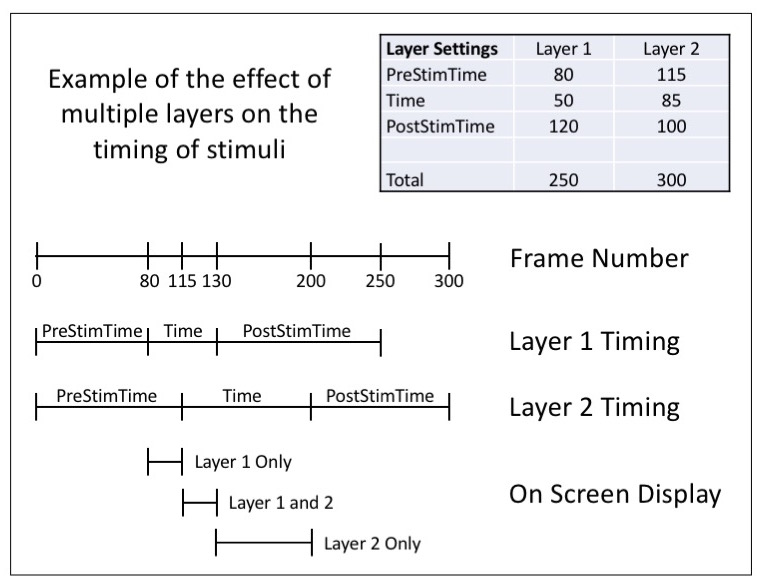 Example of the effect of
multiple layers on the
timing of stimuli
Layer Settings Layer 1 Layer 2
PreStimTime 80 115
Time 50 85
PostStimTime 120 100
Total 250 300
0 80 115 130 200 250 300
Frame Number
PreStimTime Time PostStimTime
Layer 1 Timing
PreStimTime Time PostStimTime
Layer 2 Timing
Layer 1 Only
Layer 1 and 2
On Screen Display
Layer 2 Only